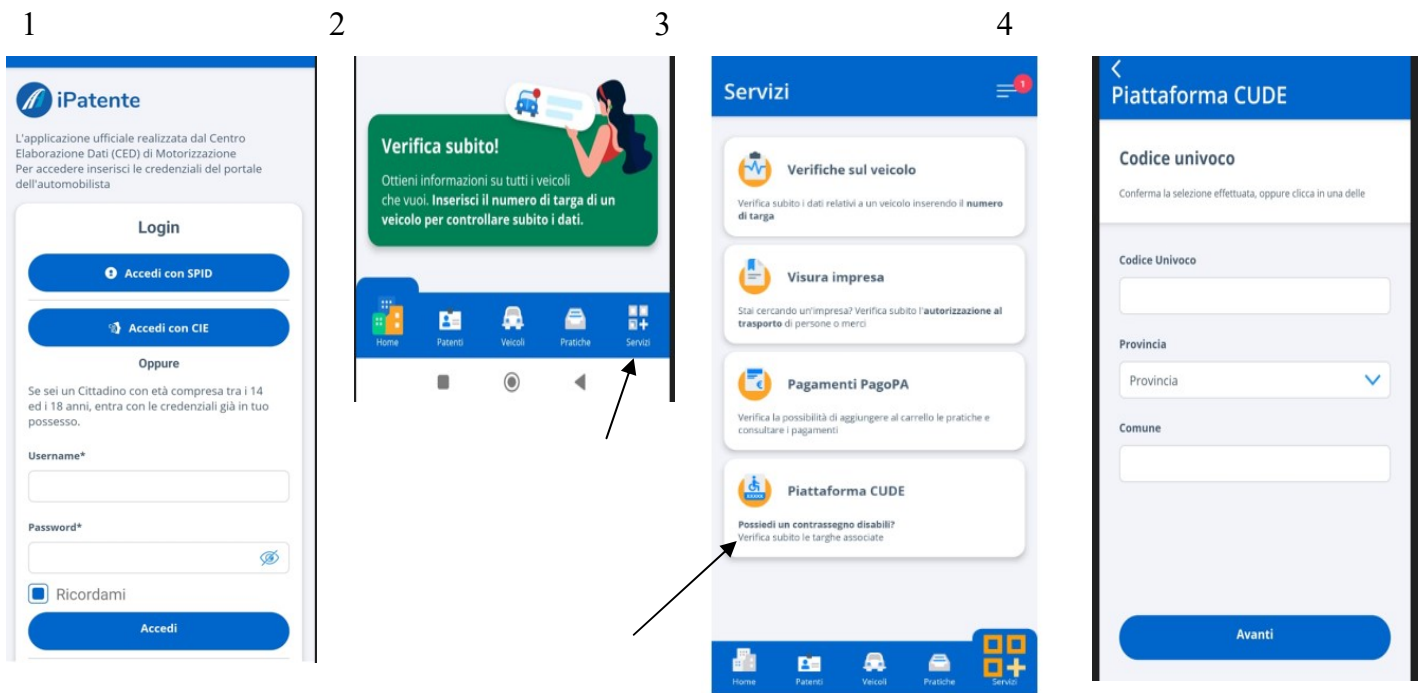 1
2
3
4
iPatente
L'applicazione ufficiale realizzata dal Centro
Elaborazione Dati (CED) di Motorizzazione
Per accedere inserisci le credenziali del portale
dell'automobilista
Login
Accedi con SPID
Accedi con CIE
Oppure
Se sei un Cittadino con età compresa tra i 14
ed i 18 anni, entra con le credenziali già in tuo
possesso.
Username*
Password*
Ricordami
Accedi
Verifica subito!
Ottieni informazioni su tutti i veicoli
che vuoi. Inserisci il numero di targa di un
veicolo per controllare subito i dati.
Home
Patenti
Veicoli
Pratiche
Servizi
Servizi
1
Verifiche sul veicolo
Verifica subito i dati relativi a un veicolo inserendo il numero
di targa
Visura impresa
Stai cercando un'impresa? Verifica subito l'autorizzazione al
trasporto di persone o merci
Pagamenti PagoPA
Verifica la possibilità di aggiungere al carrello le pratiche e
consultare i pagamenti
Piattaforma CUDE
Possiedi un contrassegno disabili?
Verifica subito le targhe associate
Home
Patenti
Veicoli
Pratiche
Servizi
Piattaforma CUDE
Codice univoco
Conferma la selezione effettuata, oppure clicca in una delle
Codice Univoco
Provincia
Provincia
Comune
Avanti